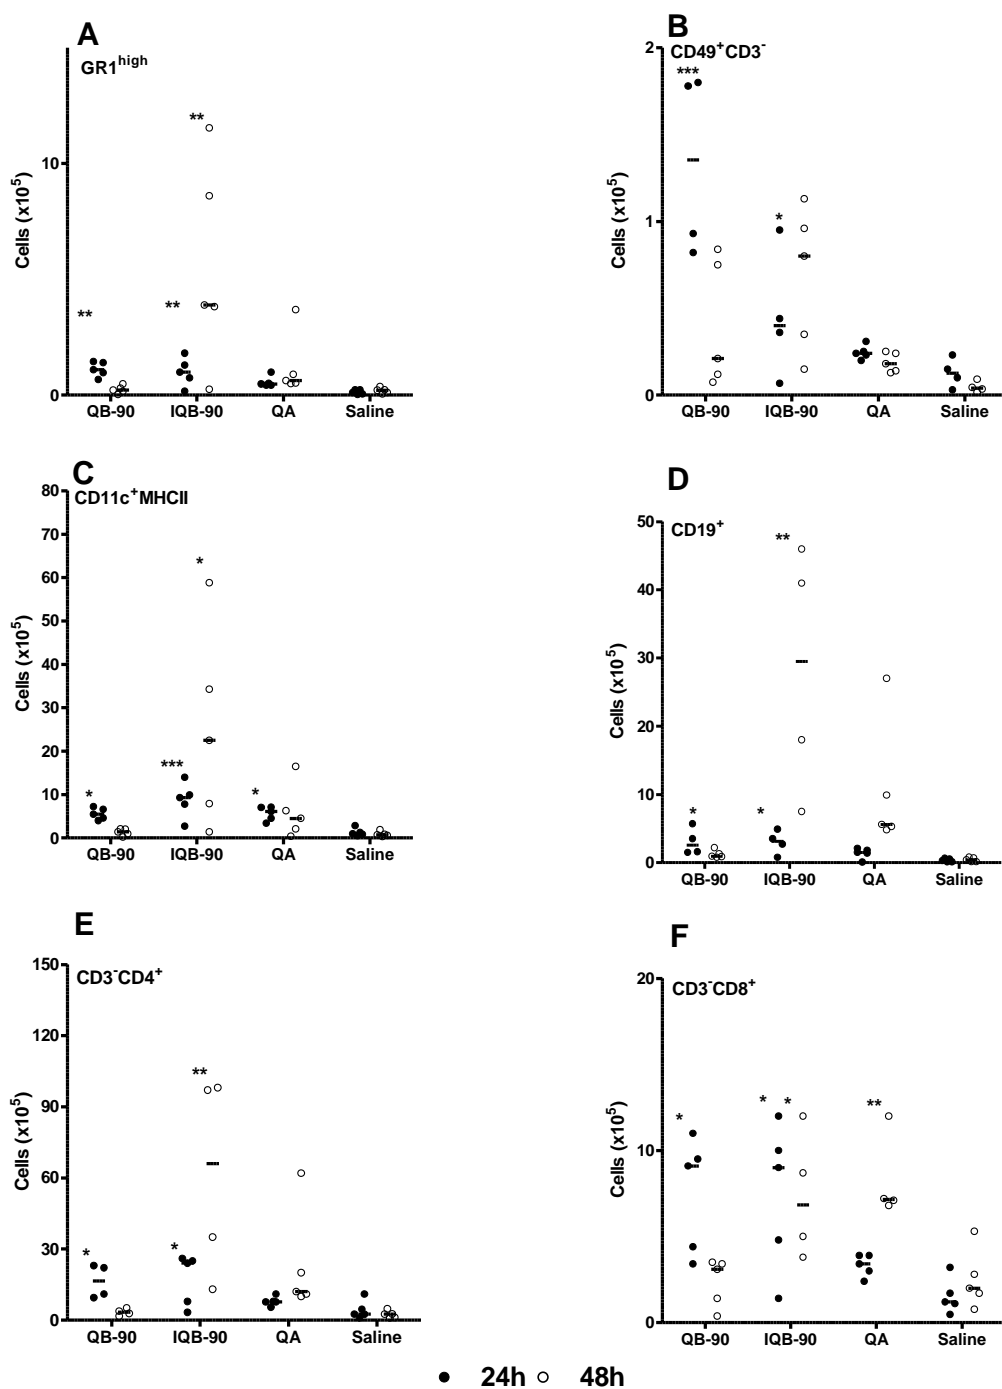 A
GR1high
Cells (x105)
10
0
** ** **
QB-90 IQB-90 QA Saline
B
CD49+CD3-
Cells (x105)
2
1
0
*** *
QB-90 IQB-90 QA Saline
C
CD11c+MHCII
Cells (x105)
80
70
60
50
40
30
20
10
0
* *** * *
QB-90 IQB-90 QA Saline
D
CD19+
Cells (x105)
50
40
30
20
10
0
* * **
QB-90 IQB-90 QA Saline
E
CD3-CD4+
Cells (x105)
150
120
90
60
30
0
* * **
QB-90 IQB-90 QA Saline
F
CD3-CD8+
Cells (x105)
20
10
0
* * * **
QB-90 IQB-90 QA Saline
24h 48h